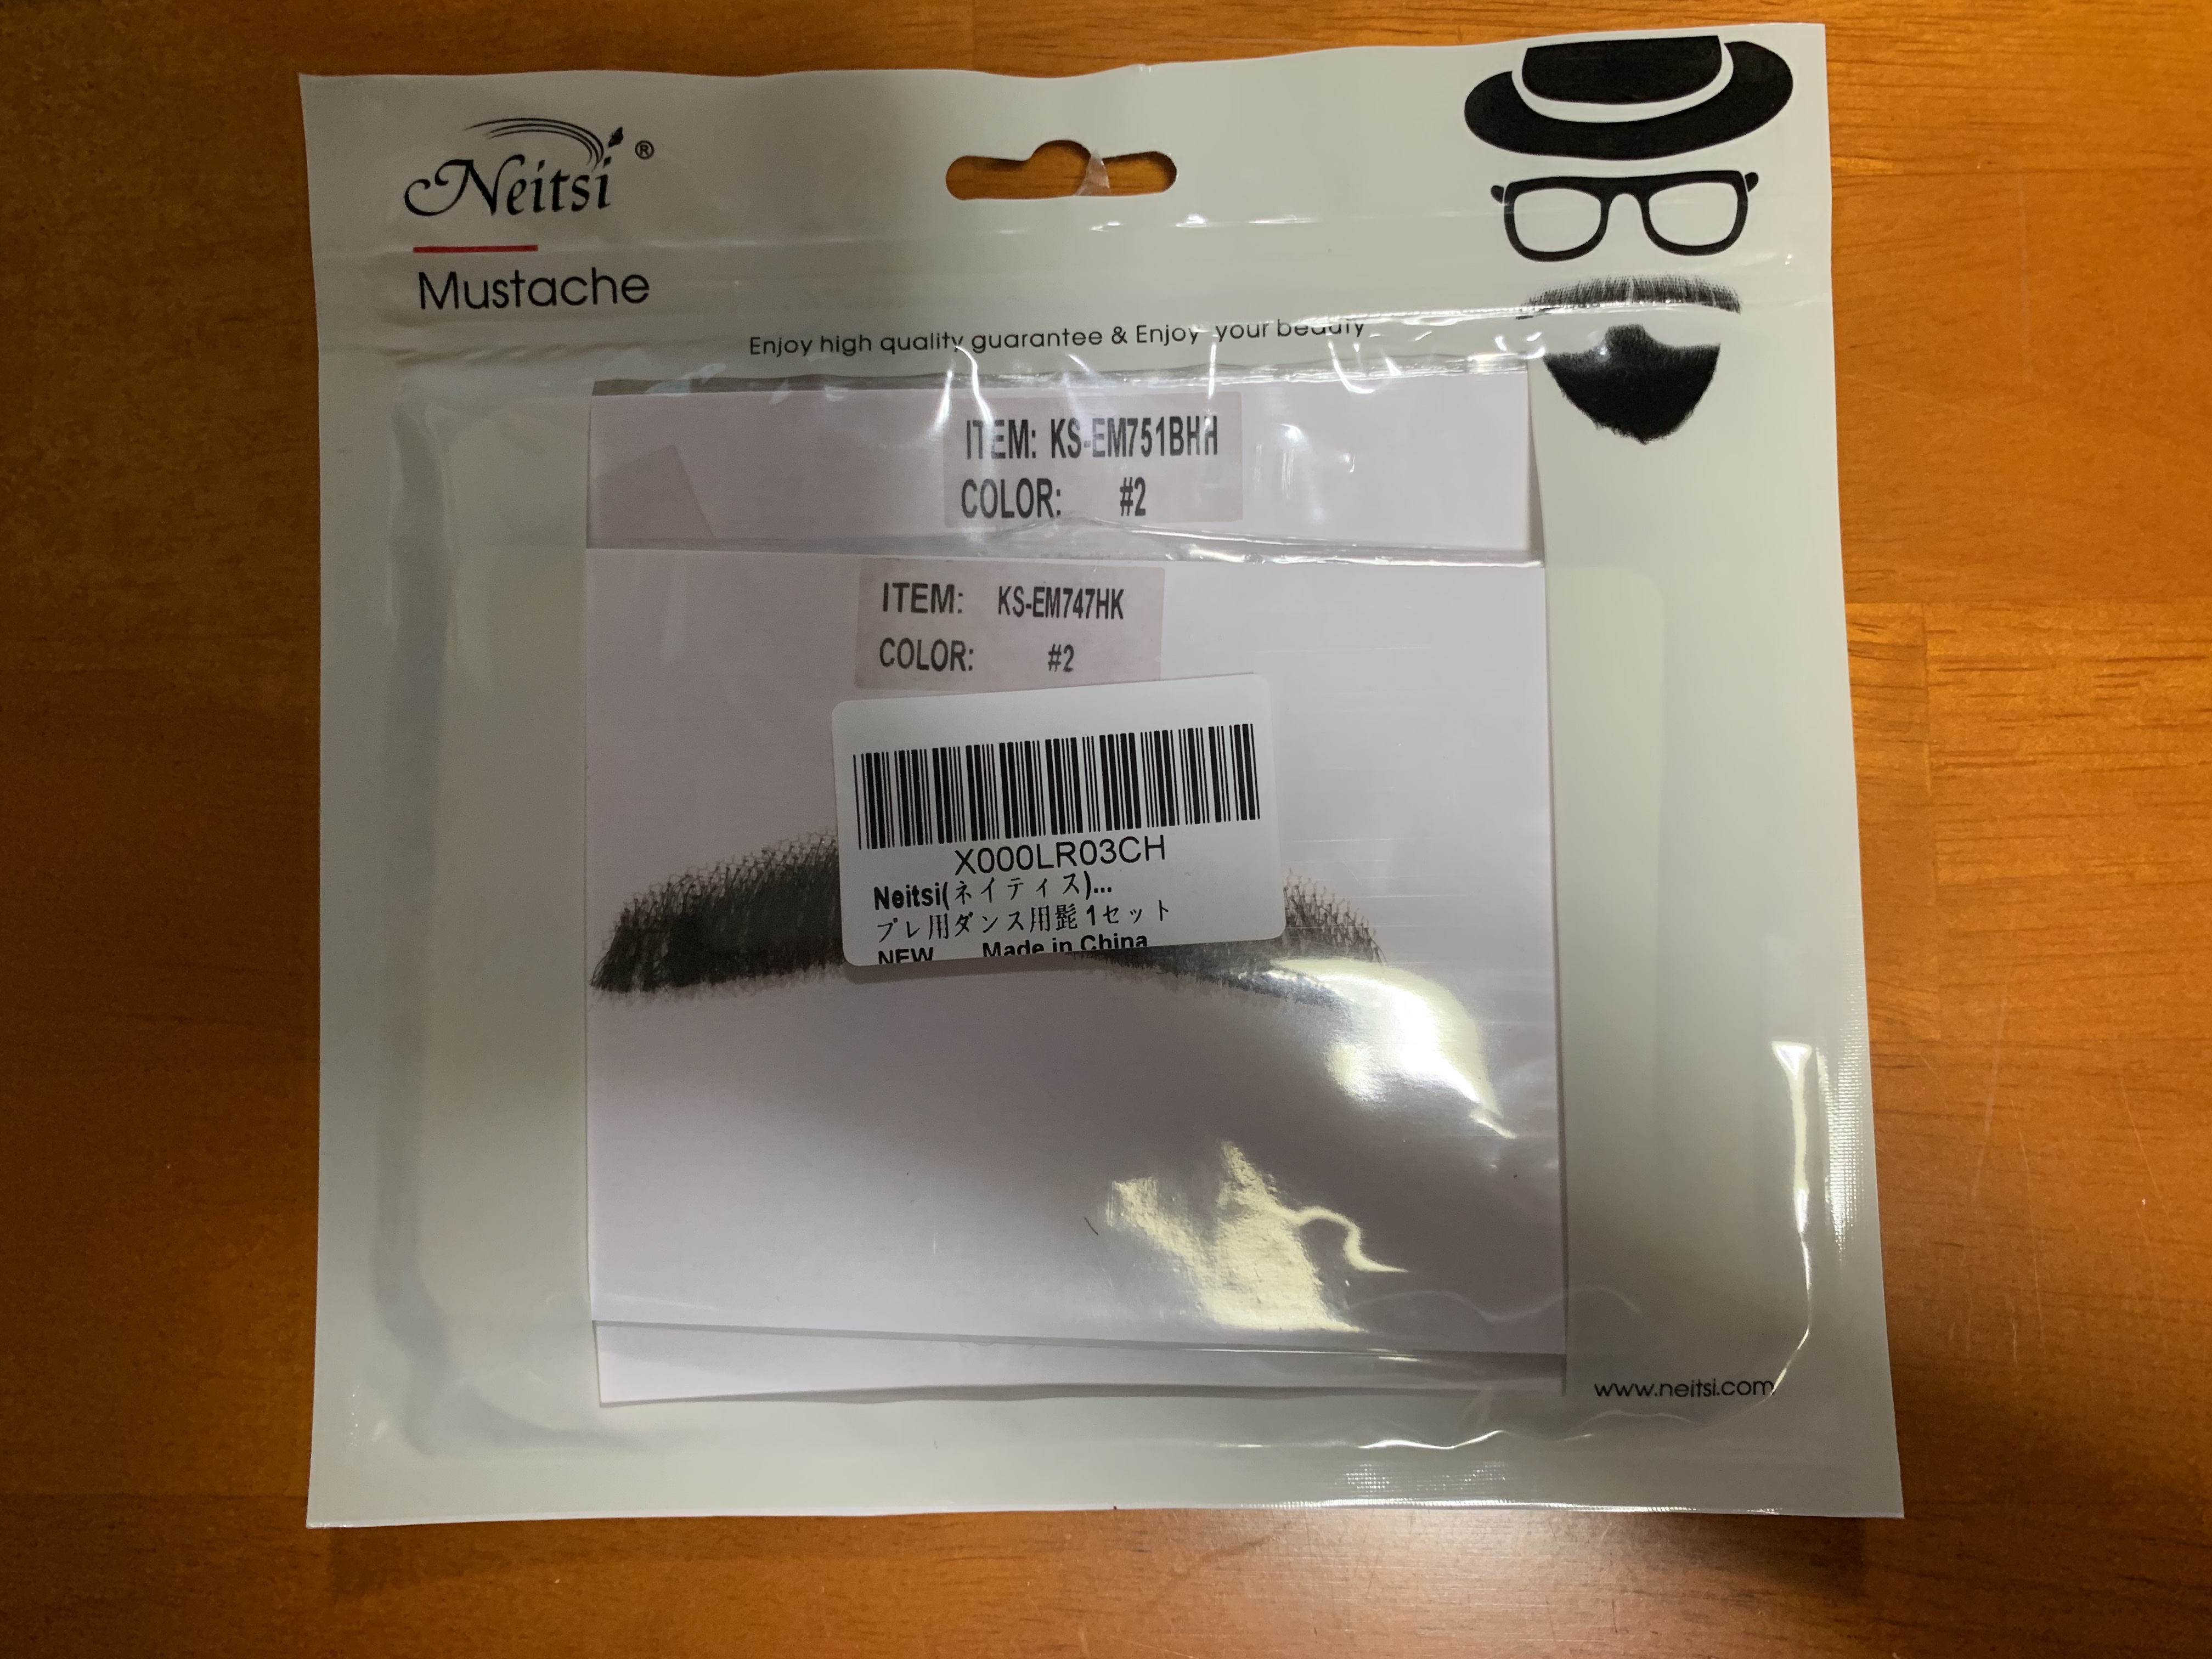 Neitsi®
Mustache
Enjoy high quality guarantee & Enjoy your beauty
ITEM: KS-EM751BHH
COLOR: #2
ITEM: KS-EM747HK
COLOR: #2
X000LR03CH
Neitsi(ネイティス)...
プレ用ダンス用髭 1セット
NEW Made in China
www.neitsi.com